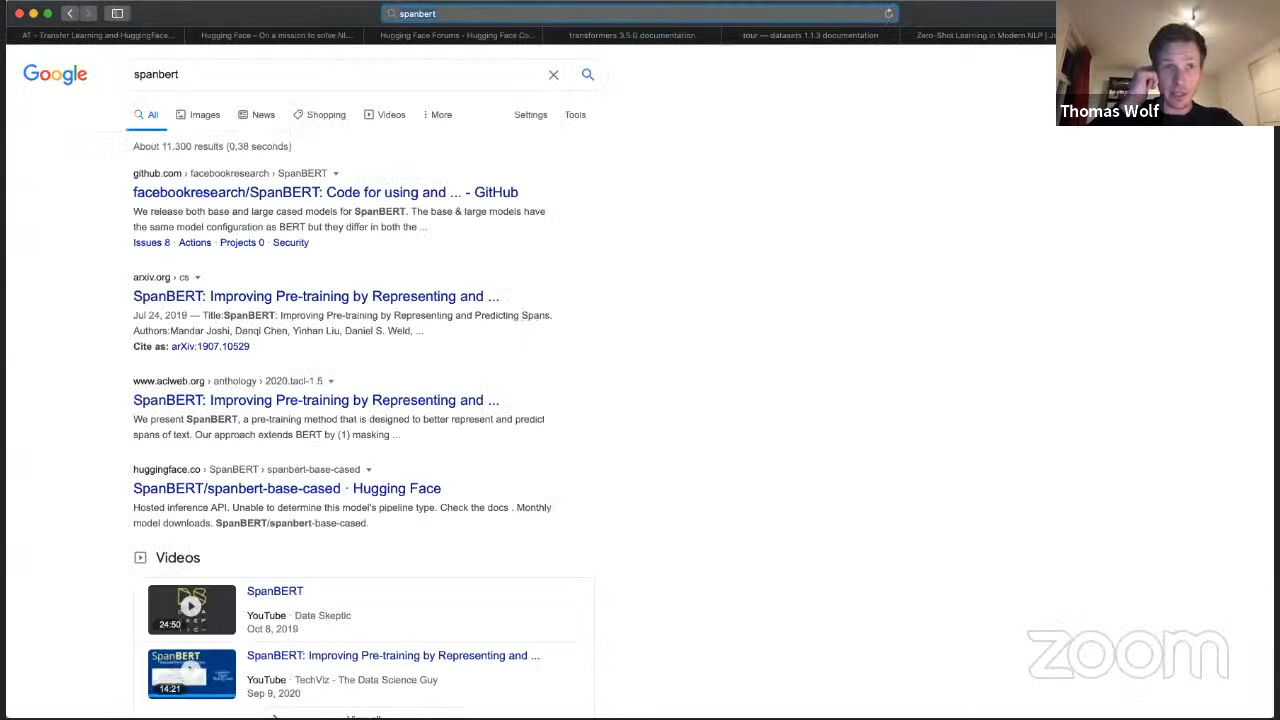 spanbert
AT - Transfer Learning and HuggingFace...
Hugging Face – On a mission to solve NL...
Hugging Face Forums - Hugging Face Co...
transformers 3.5.0 documentation
tour — datasets 1.1.3 documentation
Zero-Shot Learning in Modern NLP | Jo
Thomas Wolf
Google
spanbert
All
Images
News
Shopping
Videos
More
Settings
Tools
About 11.300 results (0,38 seconds)
github.com › facebookresearch › SpanBERT
facebookresearch/SpanBERT: Code for using and ... - GitHub
We release both base and large cased models for SpanBERT. The base & large models have
the same model configuration as BERT but they differ in both the ...
Issues 8 · Actions · Projects 0 · Security
arxiv.org › cs
SpanBERT: Improving Pre-training by Representing and ...
Jul 24, 2019 — Title:SpanBERT: Improving Pre-training by Representing and Predicting Spans.
Authors:Mandar Joshi, Danqi Chen, Yinhan Liu, Daniel S. Weld, ...
Cite as: arXiv:1907.10529
www.aclweb.org › anthology › 2020.tacl-1.5
SpanBERT: Improving Pre-training by Representing and ...
We present SpanBERT, a pre-training method that is designed to better represent and predict
spans of text. Our approach extends BERT by (1) masking ...
huggingface.co › SpanBERT › spanbert-base-cased
SpanBERT/spanbert-base-cased · Hugging Face
Hosted inference API. Unable to determine this model's pipeline type. Check the docs . Monthly
model downloads. SpanBERT/spanbert-base-cased.
Videos
24:50
SpanBERT
YouTube · Data Skeptic
Oct 8, 2019
SpanBERT
14:21
SpanBERT: Improving Pre-training by Representing and ...
YouTube · TechViz - The Data Science Guy
Sep 9, 2020
View all
zoom